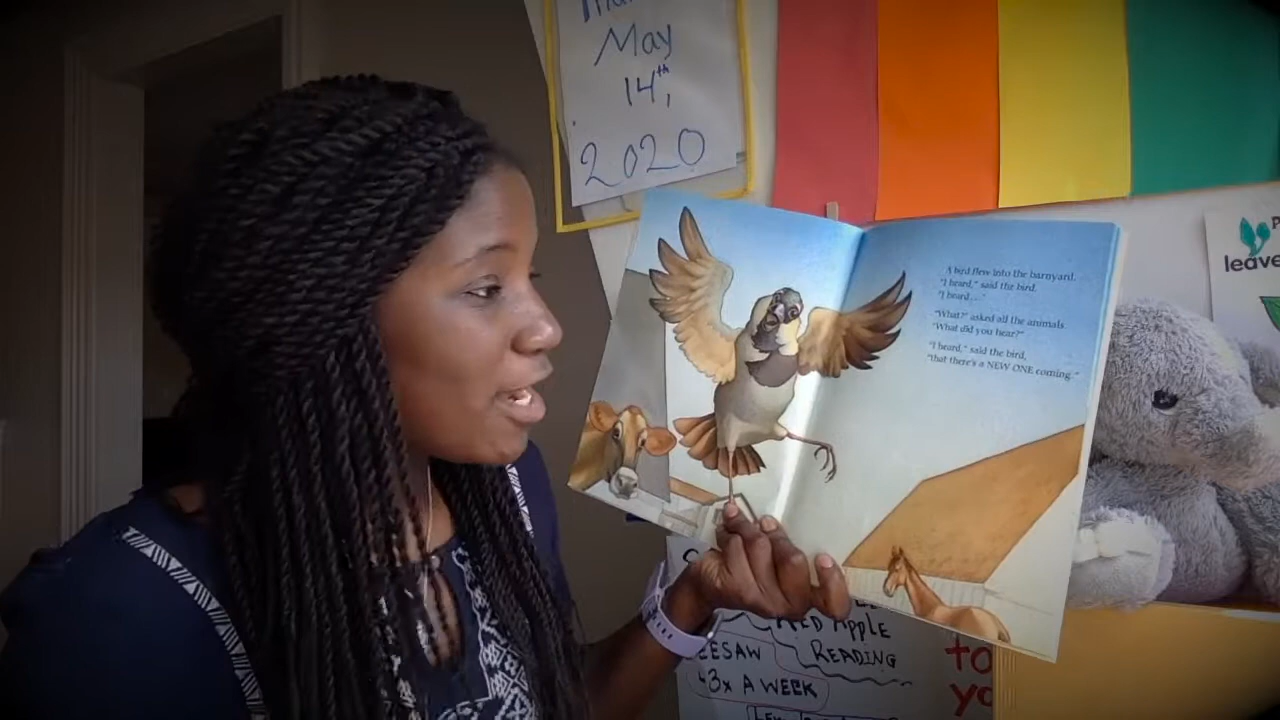 May
14th,
2020
A bird flew into the barnyard.
"I heard," said the bird.
"I heard . . ."
"What?" asked all the animals.
"What did you hear?"
"I heard," said the bird,
"that there's a NEW ONE coming."
leave
RED Apple
READING
EESAW
3x A WEEK
to